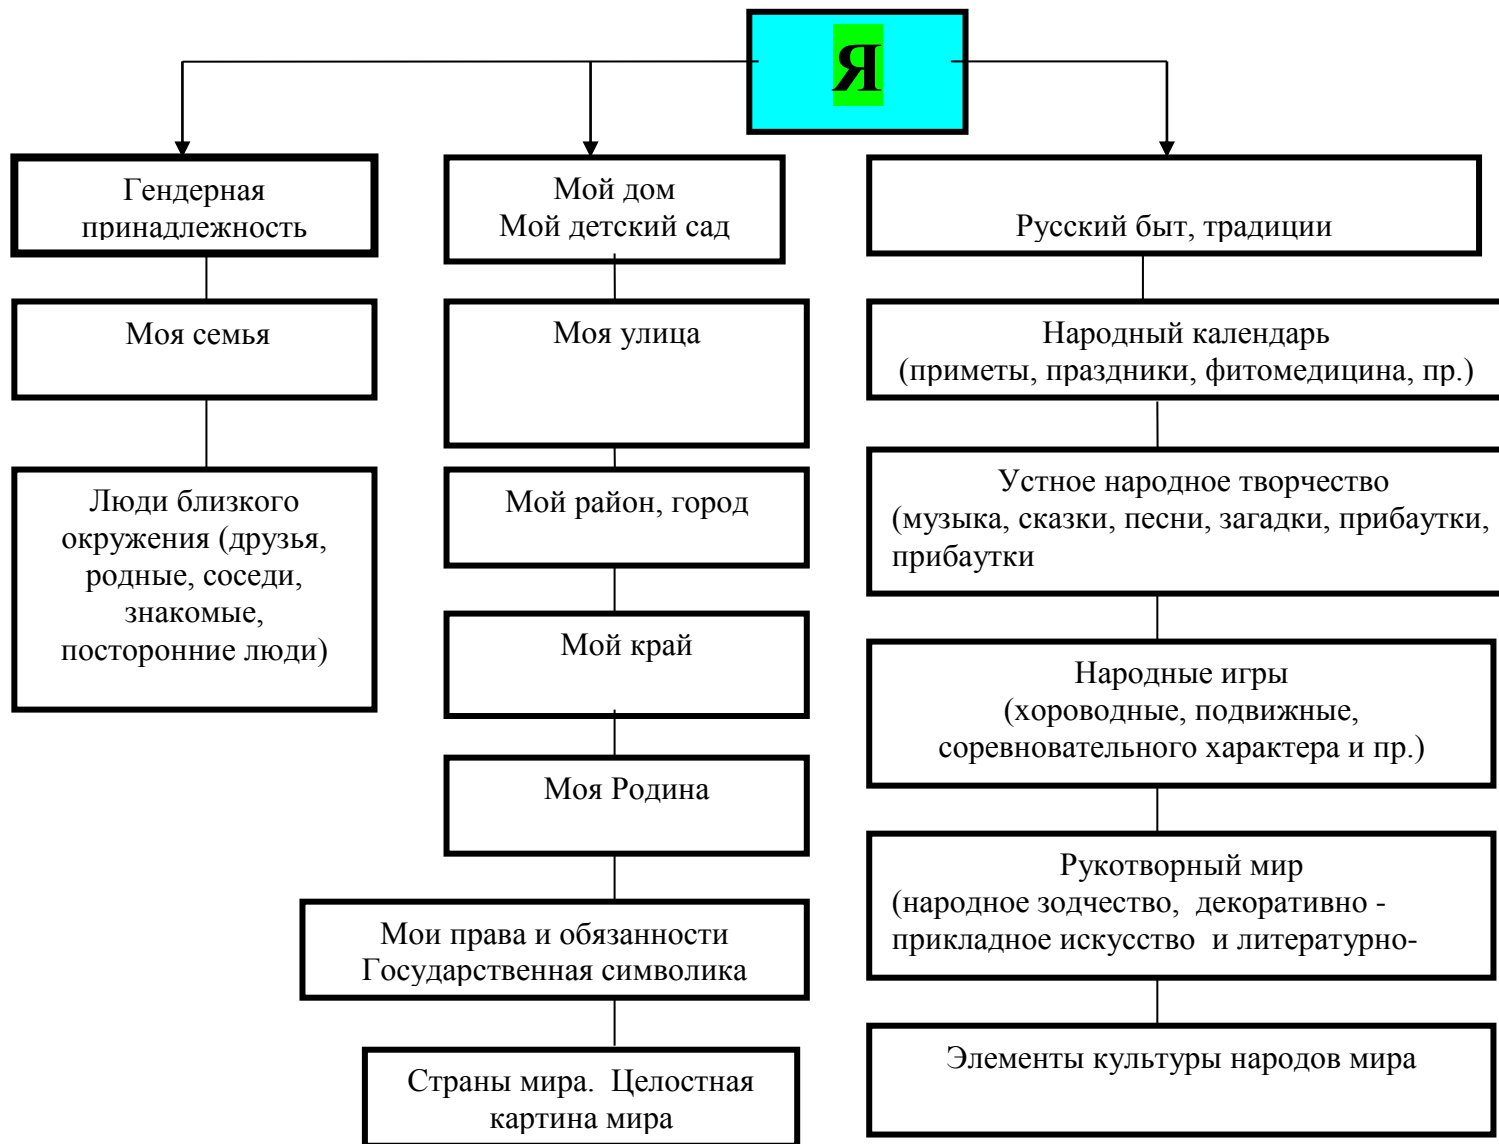 Я
Гендерная
принадлежность
Моя семья
Люди близкого
окружения (друзья,
родные, соседи,
знакомые,
посторонние люди)
Мой дом
Мой детский сад
Моя улица
Мой район, город
Мой край
Моя Родина
Мои права и обязанности
Государственная символика
Страны мира. Целостная
картина мира
Русский быт, традиции
Народный календарь
(приметы, праздники, фитомедицина, пр.)
Устное народное творчество
(музыка, сказки, песни, загадки, прибаутки,
прибаутки
Народные игры
(хороводные, подвижные,
соревновательного характера и пр.)
Рукотворный мир
(народное зодчество, декоративно -
прикладное искусство и литературно-
Элементы культуры народов мира